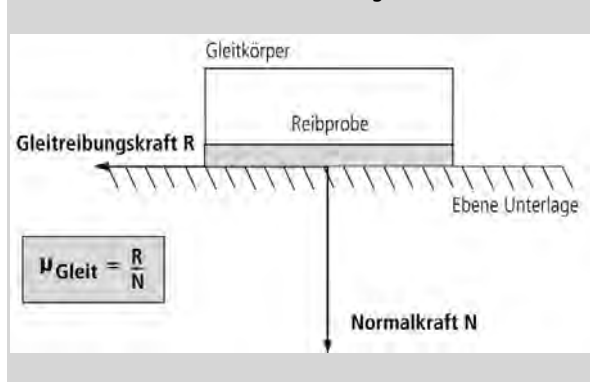 Gleitkörper
Reibprobe
Gleitreibungskraft R
Ebene Unterlage
μGleit = R/N
Normalkraft N